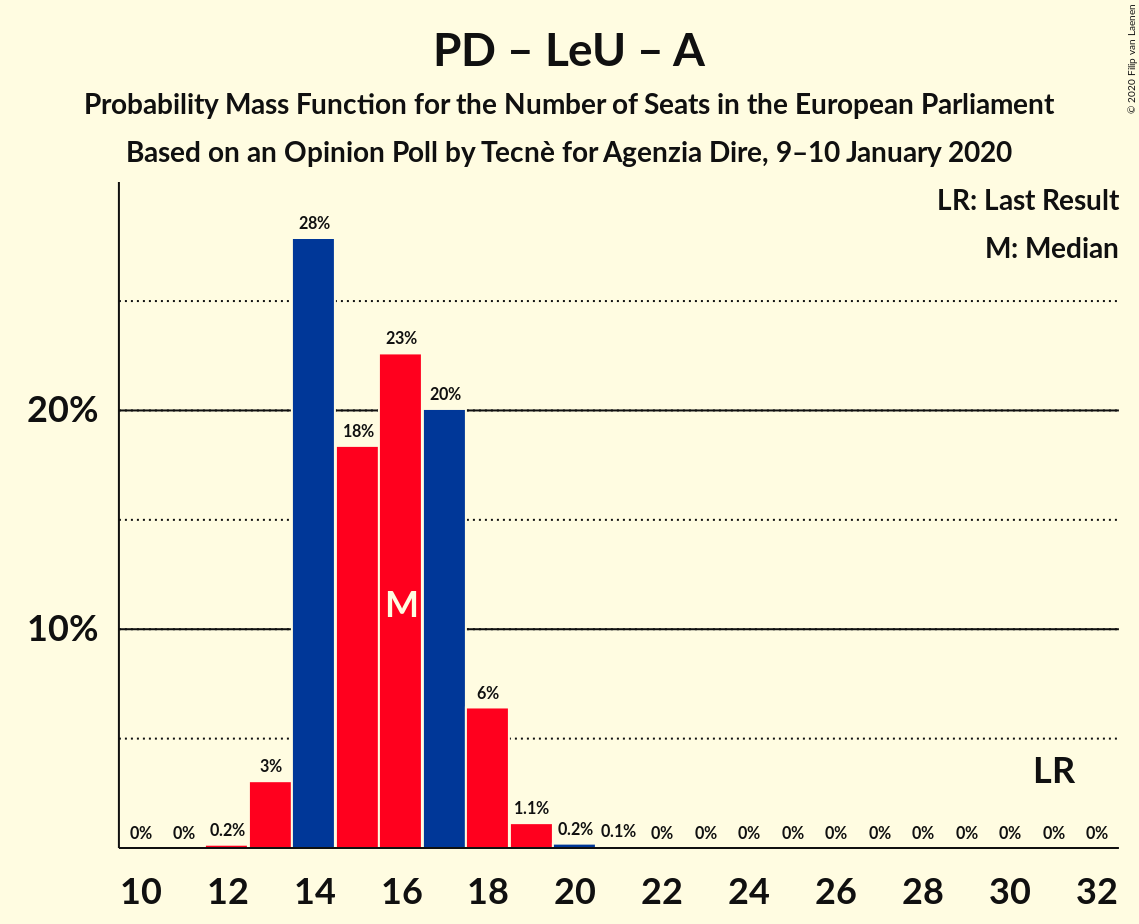 PD – LeU – A
Probability Mass Function for the Number of Seats in the European Parliament
Based on an Opinion Poll by Tecnè for Agenzia Dire, 9–10 January 2020
© 2020 Filip van Laenen
LR: Last Result
M: Median
28%
23%
20%
20%
18%
M
10%
6%
LR
3%
1.1%
0% 0% 0.2% 0.2% 0.1% 0% 0% 0% 0% 0% 0% 0% 0% 0% 0% 0%
10 12 14 16 18 20 22 24 26 28 30 32